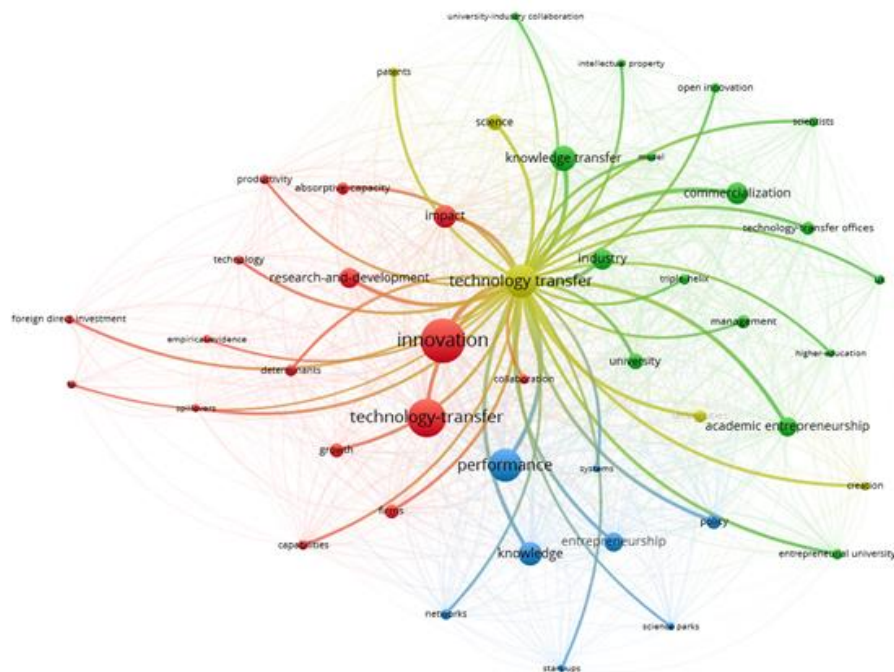 university-industry collaboration
intellectual property
patents
open innovation
science
scientists
knowledge transfer
model
productivity
absorptive capacity
commercialization
impact
technology-transfer offices
technology
industry
research-and-development
technology transfer
triple-helix
us
foreign direct investment
management
empirical evidence
innovation
higher-education
university
determinants
collaboration
spillovers
technology-transfer
academic entrepreneurship
growth
performance
systems
creation
firms
policy
entrepreneurship
capabilities
knowledge
entrepreneurial university
networks
science parks
start-ups